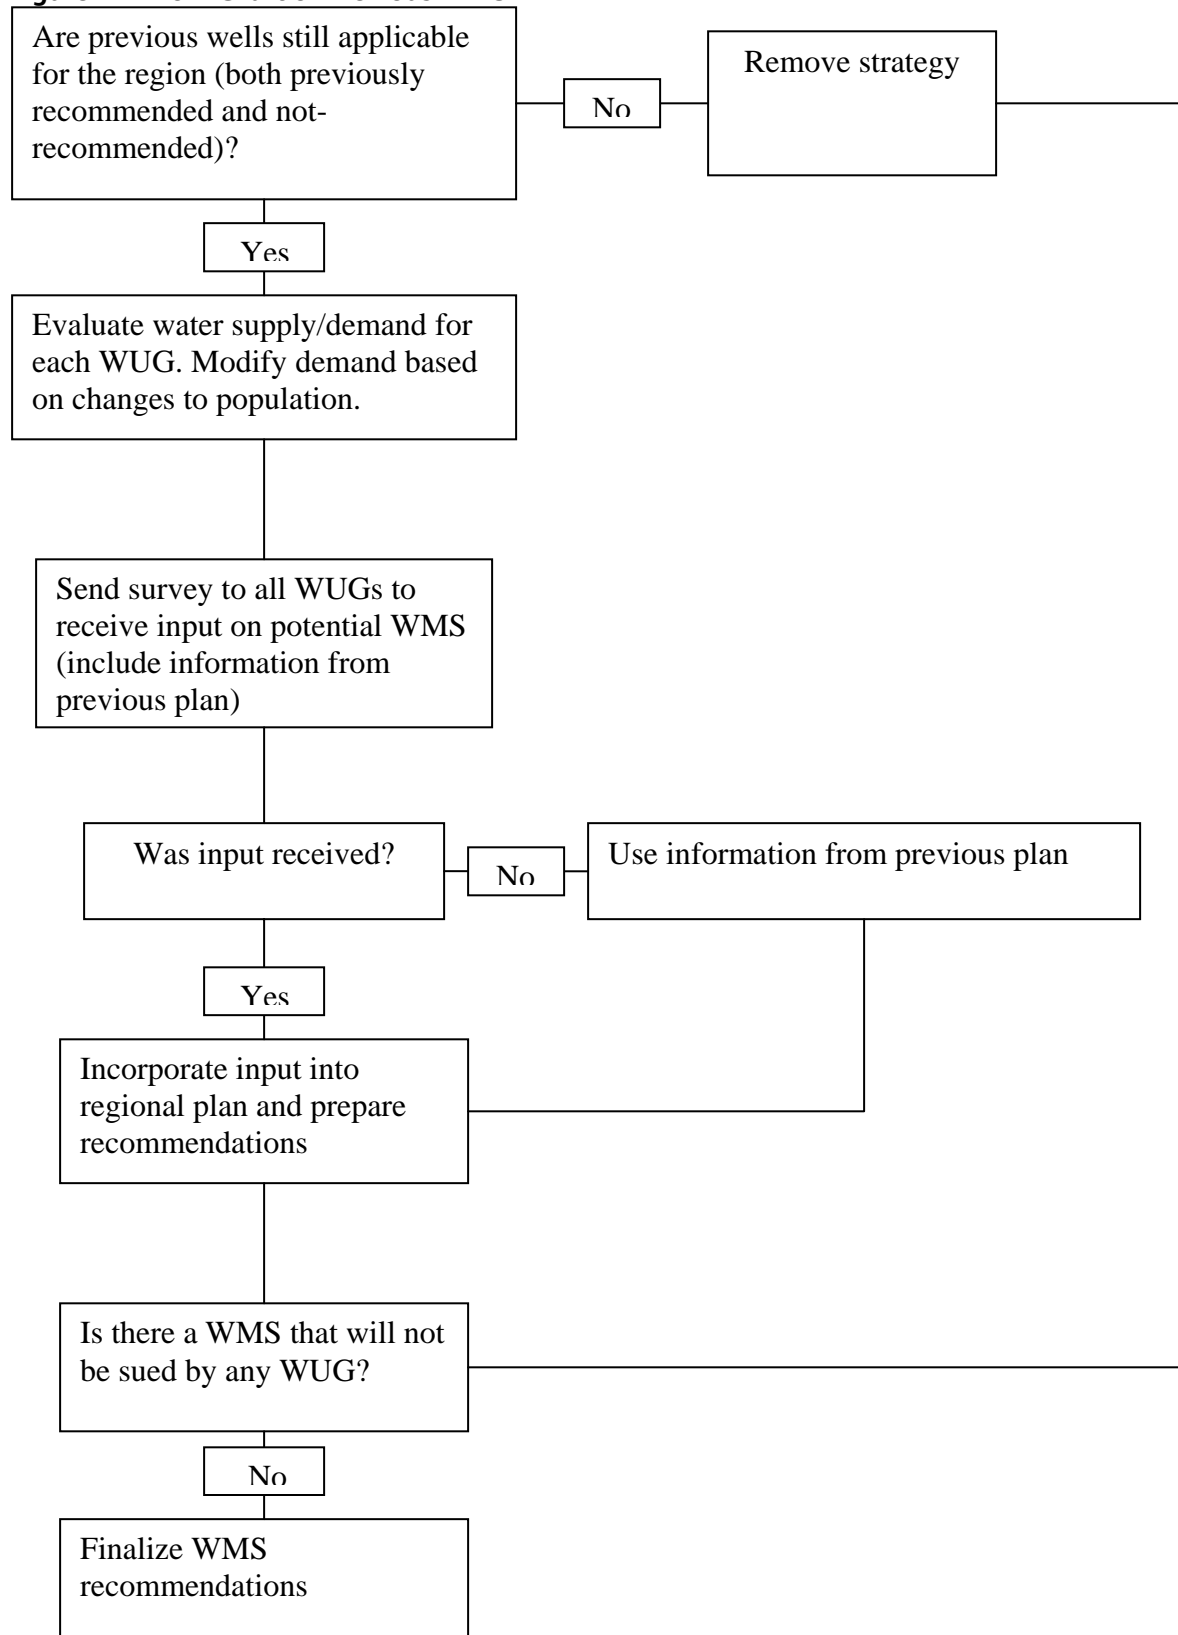 Are previous wells still applicable
for the region (both previously
recommended and not-
recommended)?
No
Remove strategy
Yes
Evaluate water supply/demand for
each WUG. Modify demand based
on changes to population.
Send survey to all WUGs to
receive input on potential WMS
(include information from
previous plan)
Was input received?
No
Use information from previous plan
Yes
Incorporate input into
regional plan and prepare
recommendations
Is there a WMS that will not
be sued by any WUG?
No
Finalize WMS
recommendations